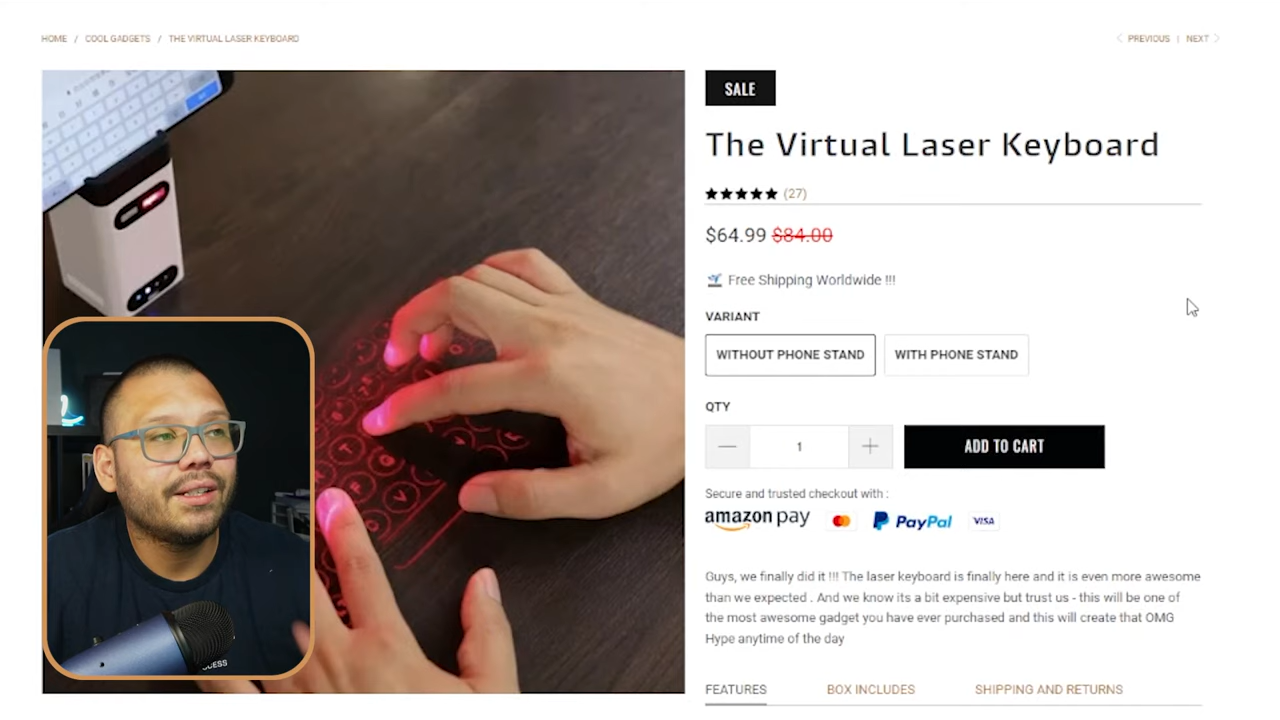 HOME / COOL GADGETS / THE VIRTUAL LASER KEYBOARD
PREVIOUS | NEXT
SALE
The Virtual Laser Keyboard
(27)
$64.99 $84.00
Free Shipping Worldwide !!!
VARIANT
WITHOUT PHONE STAND
WITH PHONE STAND
QTY
1
ADD TO CART
Secure and trusted checkout with :
amazon pay
PayPal
VISA
Guys, we finally did it !!! The laser keyboard is finally here and it is even more awesome
than we expected . And we know its a bit expensive but trust us - this will be one of
the most awesome gadget you have ever purchased and this will create that OMG
Hype anytime of the day
FEATURES
BOX INCLUDES
SHIPPING AND RETURNS